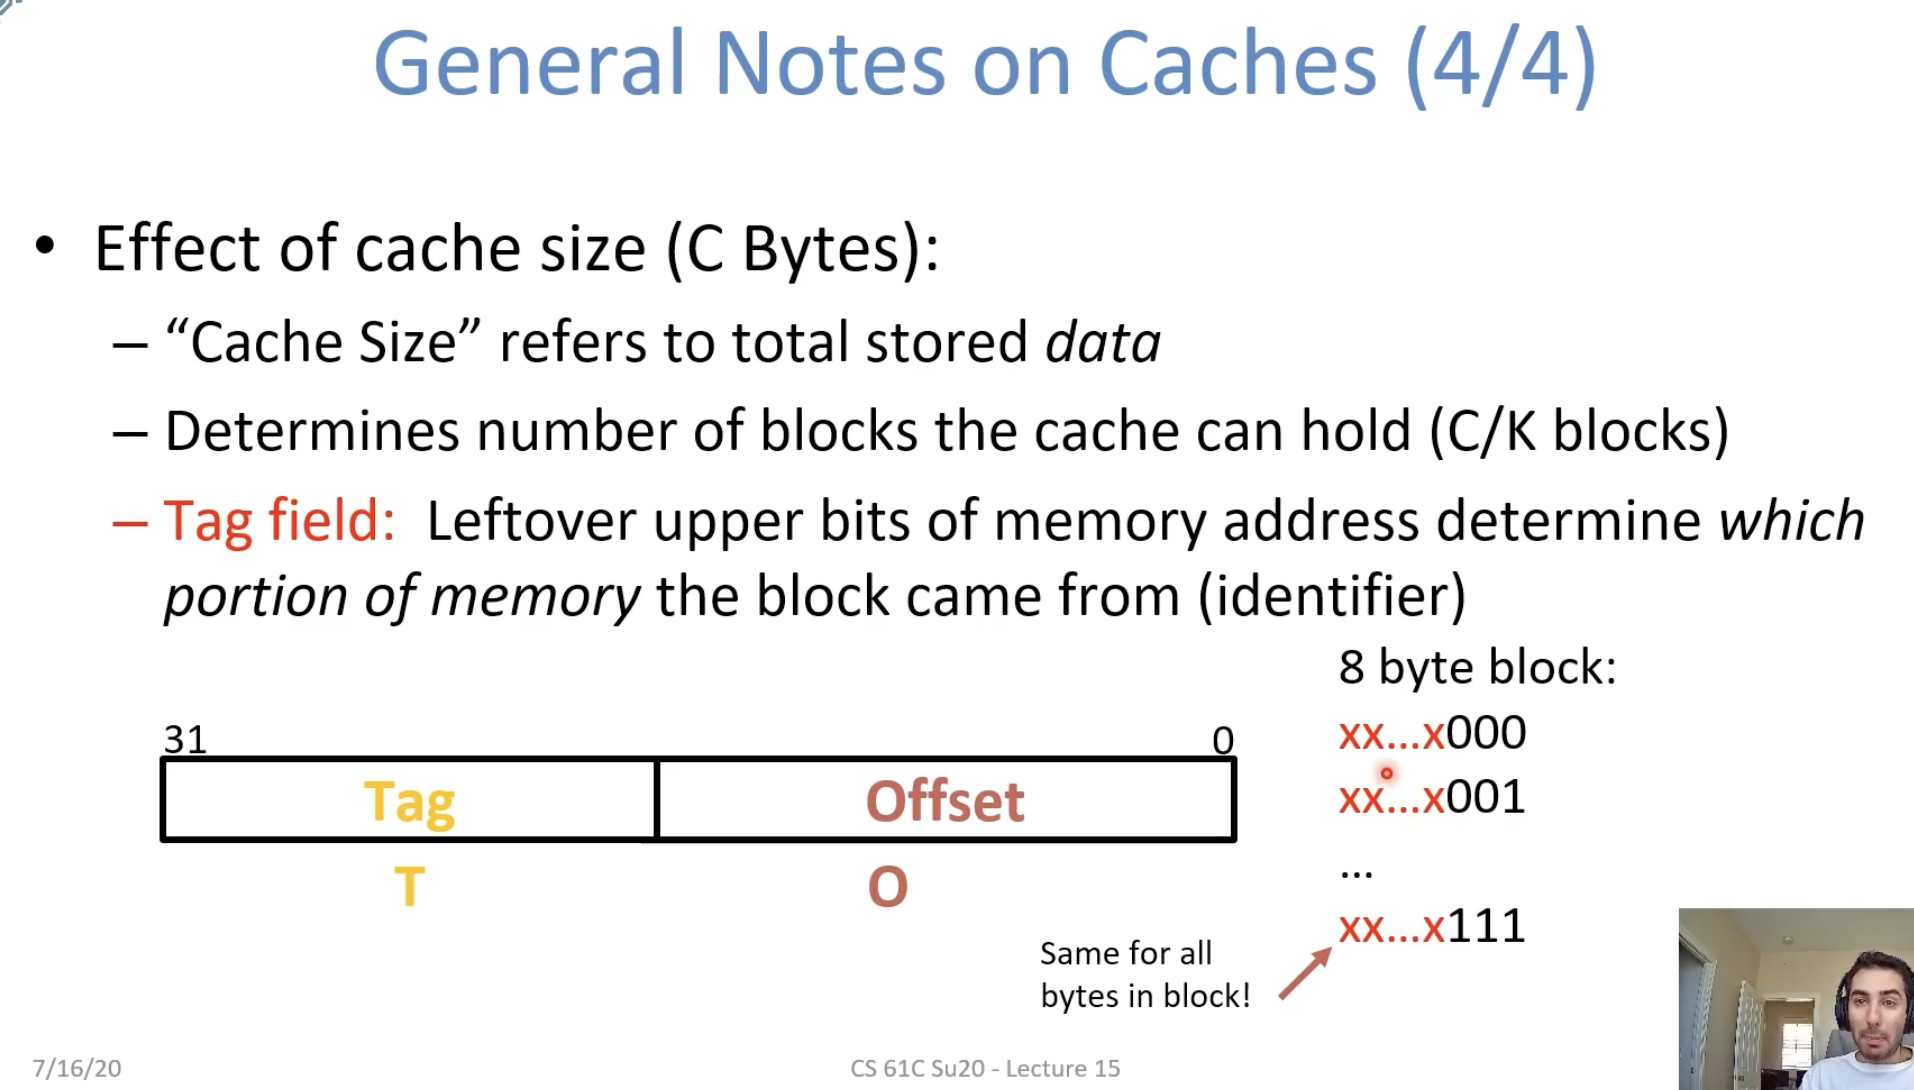 General Notes on Caches (4/4)
• Effect of cache size (C Bytes):
– “Cache Size” refers to total stored data
– Determines number of blocks the cache can hold (C/K blocks)
– Tag field: Leftover upper bits of memory address determine which
portion of memory the block came from (identifier)
31 0
Tag Offset
T O
8 byte block:
xx...x000
xx...x001
...
xx...x111
Same for all
bytes in block!
7/16/20
CS 61C Su20 - Lecture 15